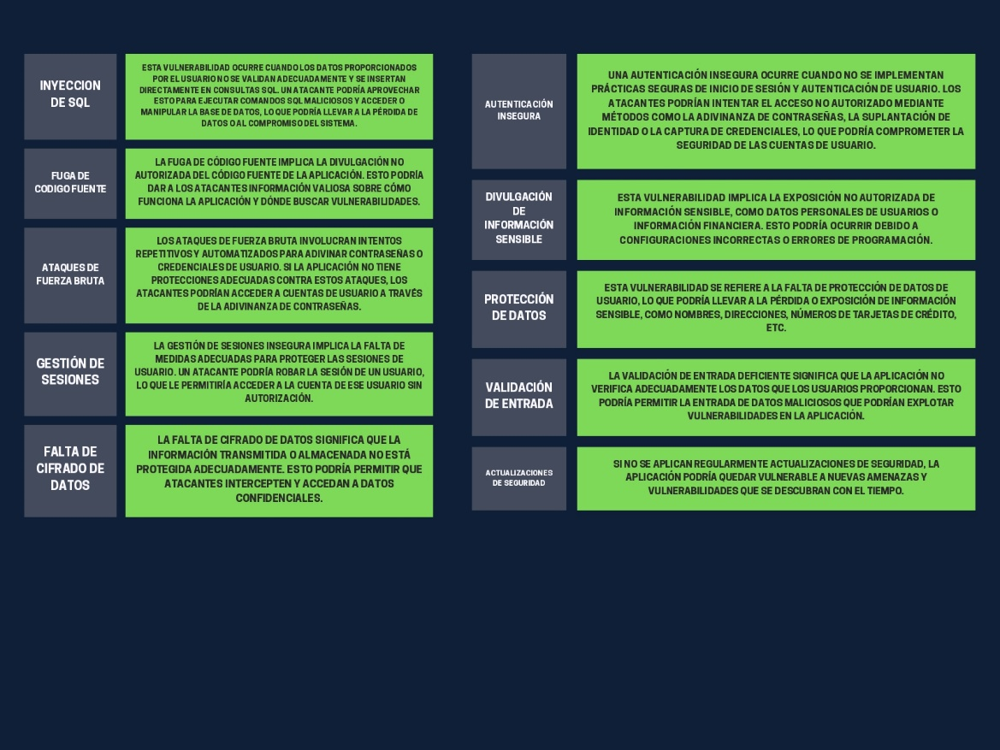 INYECCION
DE SQL
ESTA VULNERABILIDAD OCURRE CUANDO LOS DATOS PROPORCIONADOS
POR EL USUARIO NO SE VALIDAN ADECUADAMENTE Y SE INSERTAN
DIRECTAMENTE EN CONSULTAS SQL. UN ATACANTE PODRÍA APROVECHAR
ESTO PARA EJECUTAR COMANDOS SQL MALICIOSOS Y ACCEDER O
MANIPULAR LA BASE DE DATOS, LO QUE PODRÍA LLEVAR A LA PÉRDIDA DE
DATOS O AL COMPROMISO DEL SISTEMA.
FUGA DE
CODIGO FUENTE
LA FUGA DE CÓDIGO FUENTE IMPLICA LA DIVULGACIÓN NO
AUTORIZADA DEL CÓDIGO FUENTE DE LA APLICACIÓN. ESTO PODRÍA
DAR A LOS ATACANTES INFORMACIÓN VALIOSA SOBRE CÓMO
FUNCIONA LA APLICACIÓN Y DÓNDE BUSCAR VULNERABILIDADES.
ATAQUES DE
FUERZA BRUTA
LOS ATAQUES DE FUERZA BRUTA INVOLUCRAN INTENTOS
REPETITIVOS Y AUTOMATIZADOS PARA ADIVINAR CONTRASEÑAS O
CREDENCIALES DE USUARIO. SI LA APLICACIÓN NO TIENE
PROTECCIONES ADECUADAS CONTRA ESTOS ATAQUES, LOS
ATACANTES PODRÍAN ACCEDER A CUENTAS DE USUARIO A TRAVÉS
DE LA ADIVINANZA DE CONTRASEÑAS.
GESTIÓN DE
SESIONES
LA GESTIÓN DE SESIONES INSEGURA IMPLICA LA FALTA DE
MEDIDAS ADECUADAS PARA PROTEGER LAS SESIONES DE
USUARIO. UN ATACANTE PODRÍA ROBAR LA SESIÓN DE UN USUARIO,
LO QUE LE PERMITIRÍA ACCEDER A LA CUENTA DE ESE USUARIO SIN
AUTORIZACIÓN.
FALTA DE
CIFRADO DE
DATOS
LA FALTA DE CIFRADO DE DATOS SIGNIFICA QUE LA
INFORMACIÓN TRANSMITIDA O ALMACENADA NO ESTÁ
PROTEGIDA ADECUADAMENTE. ESTO PODRÍA PERMITIR QUE
ATACANTES INTERCEPTEN Y ACCEDAN A DATOS
CONFIDENCIALES.
AUTENTICACIÓN
INSEGURA
UNA AUTENTICACIÓN INSEGURA OCURRE CUANDO NO SE IMPLEMENTAN
PRÁCTICAS SEGURAS DE INICIO DE SESIÓN Y AUTENTICACIÓN DE USUARIO. LOS
ATACANTES PODRÍAN INTENTAR EL ACCESO NO AUTORIZADO MEDIANTE
MÉTODOS COMO LA ADIVINANZA DE CONTRASEÑAS, LA SUPLANTACIÓN DE
IDENTIDAD O LA CAPTURA DE CREDENCIALES, LO QUE PODRÍA COMPROMETER LA
SEGURIDAD DE LAS CUENTAS DE USUARIO.
DIVULGACIÓN
DE
INFORMACIÓN
SENSIBLE
ESTA VULNERABILIDAD IMPLICA LA EXPOSICIÓN NO AUTORIZADA DE
INFORMACIÓN SENSIBLE, COMO DATOS PERSONALES DE USUARIOS O
INFORMACIÓN FINANCIERA. ESTO PODRÍA OCURRIR DEBIDO A
CONFIGURACIONES INCORRECTAS O ERRORES DE PROGRAMACIÓN.
PROTECCIÓN
DE DATOS
ESTA VULNERABILIDAD SE REFIERE A LA FALTA DE PROTECCIÓN DE DATOS DE
USUARIO, LO QUE PODRÍA LLEVAR A LA PÉRDIDA O EXPOSICIÓN DE INFORMACIÓN
SENSIBLE, COMO NOMBRES, DIRECCIONES, NÚMEROS DE TARJETAS DE CRÉDITO,
ETC.
VALIDACIÓN
DE ENTRADA
LA VALIDACIÓN DE ENTRADA DEFICIENTE SIGNIFICA QUE LA APLICACIÓN NO
VERIFICA ADECUADAMENTE LOS DATOS QUE LOS USUARIOS PROPORCIONAN. ESTO
PODRÍA PERMITIR LA ENTRADA DE DATOS MALICIOSOS QUE PODRÍAN EXPLOTAR
VULNERABILIDADES EN LA APLICACIÓN.
ACTUALIZACIONES
DE SEGURIDAD
SI NO SE APLICAN REGULARMENTE ACTUALIZACIONES DE SEGURIDAD, LA
APLICACIÓN PODRÍA QUEDAR VULNERABLE A NUEVAS AMENAZAS Y
VULNERABILIDADES QUE SE DESCUBRAN CON EL TIEMPO.